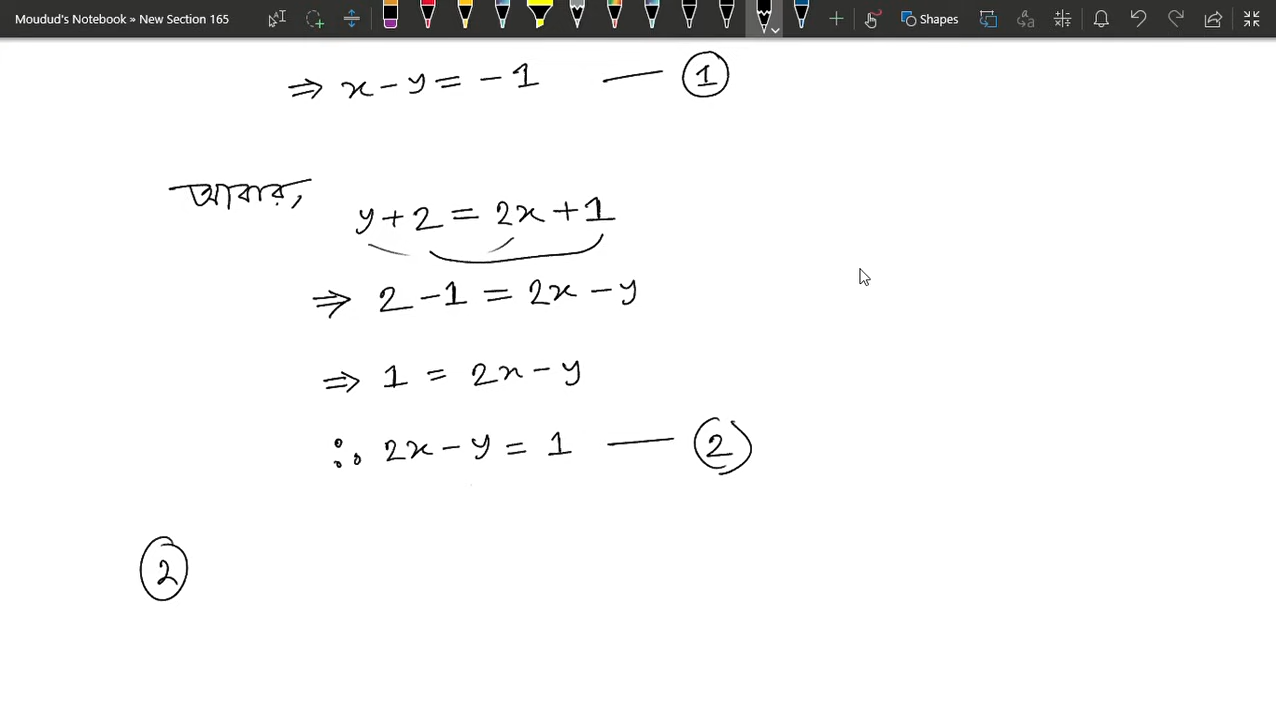 Moudud's Notebook » New Section 165
Shapes
⇒ x - y = - 1 —— ①
আবার,
y + 2 = 2x + 1
⇒ 2 - 1 = 2x - y
⇒ 1 = 2x - y
∴ 2x - y = 1 —— ②
②